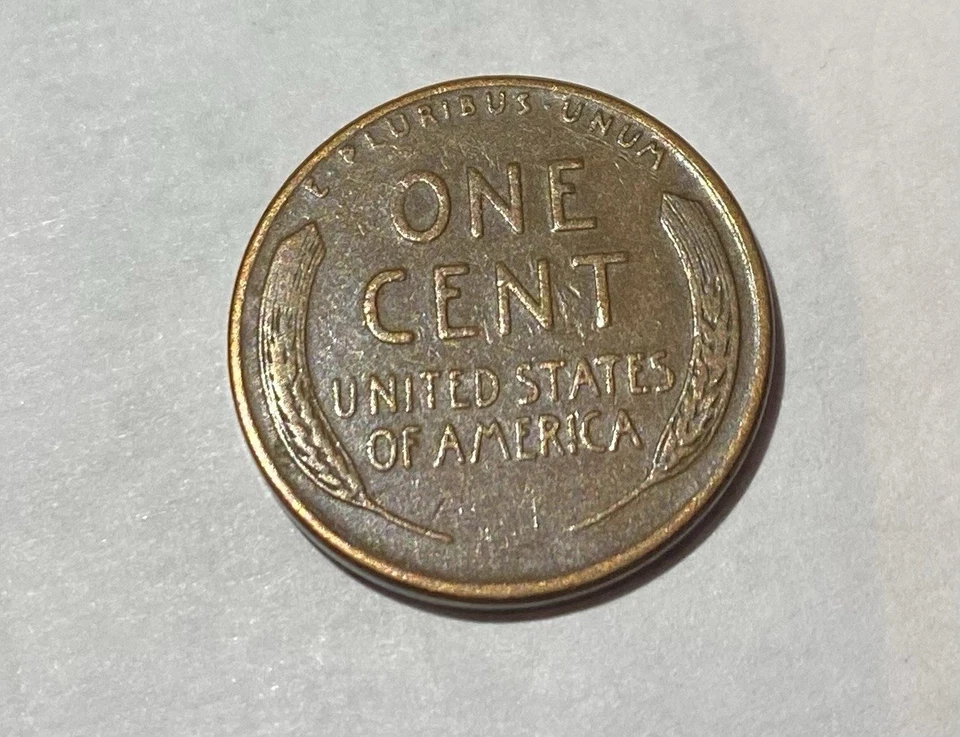 E·PLURIBUS·UNUM
ONE
CENT
UNITED STATES
OF AMERICA